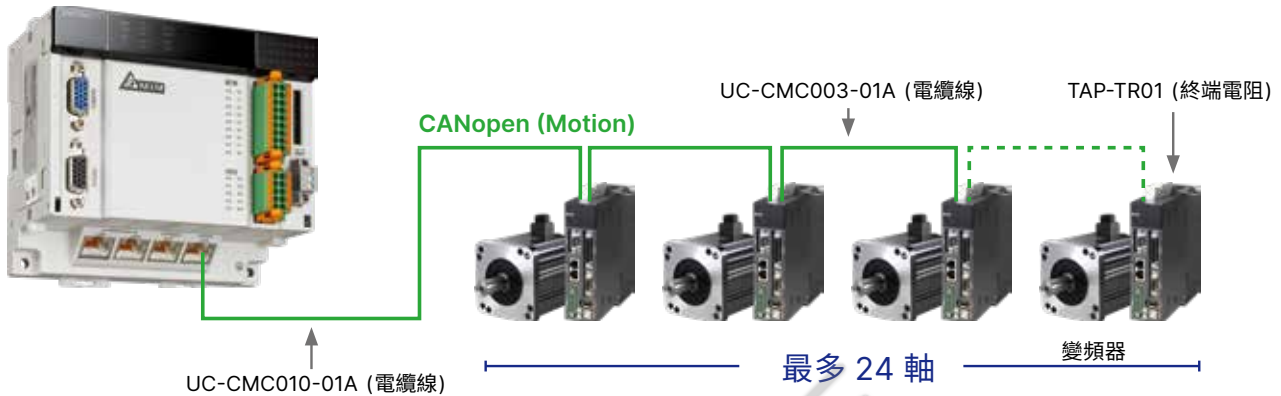 UC-CMC003-01A (電纜線)
TAP-TR01 (終端電阻)
CANopen (Motion)
變頻器
最多 24 軸
UC-CMC010-01A (電纜線)